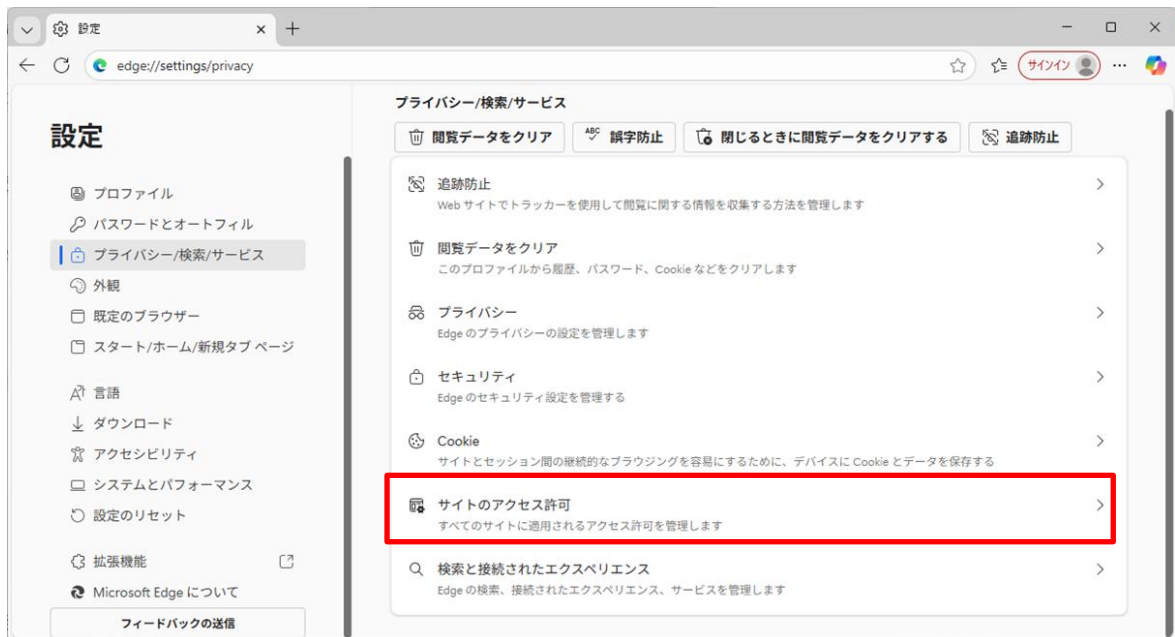 設定
edge://settings/privacy
サインイン
設定
プロファイル
パスワードとオートフィル
プライバシー/検索/サービス
外観
既定のブラウザー
スタート/ホーム/新規タブ ページ
言語
ダウンロード
アクセシビリティ
システムとパフォーマンス
設定のリセット
拡張機能
Microsoft Edge について
フィードバックの送信
プライバシー/検索/サービス
閲覧データをクリア
ABC 誤字防止
閉じるときに閲覧データをクリアする
追跡防止
追跡防止
Web サイトでトラッカーを使用して閲覧に関する情報を収集する方法を管理します
閲覧データをクリア
このプロファイルから履歴、パスワード、Cookie などをクリアします
プライバシー
Edge のプライバシーの設定を管理します
セキュリティ
Edge のセキュリティ設定を管理する
Cookie
サイトとセッション間の継続的なブラウジングを容易にするために、デバイスに Cookie とデータを保存する
サイトのアクセス許可
すべてのサイトに適用されるアクセス許可を管理します
検索と接続されたエクスペリエンス
Edge の検索、接続されたエクスペリエンス、サービスを管理します